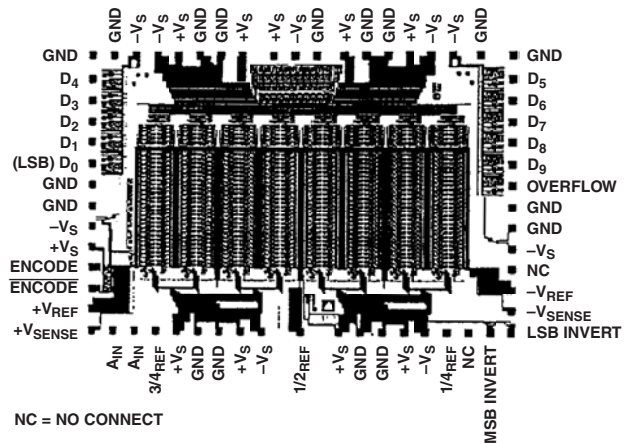 GND
–VS
–VS
+VS
GND
GND
+VS
–VS
1/2REF
+VS
GND
GND
+VS
–VS
–VS
GND
GND
D4
D3
D2
D1
(LSB) D0
GND
GND
–VS
+VS
ENCODE
ENCODE
+VREF
+VSENSE
GND
D5
D6
D7
D8
D9
OVERFLOW
GND
GND
–VS
NC
–VREF
–VSENSE
LSB INVERT
AIN
AIN
3/4REF
+VS
GND
GND
+VS
–VS
1/2REF
+VS
GND
GND
+VS
–VS
1/4REF
NC
MSB INVERT
NC = NO CONNECT